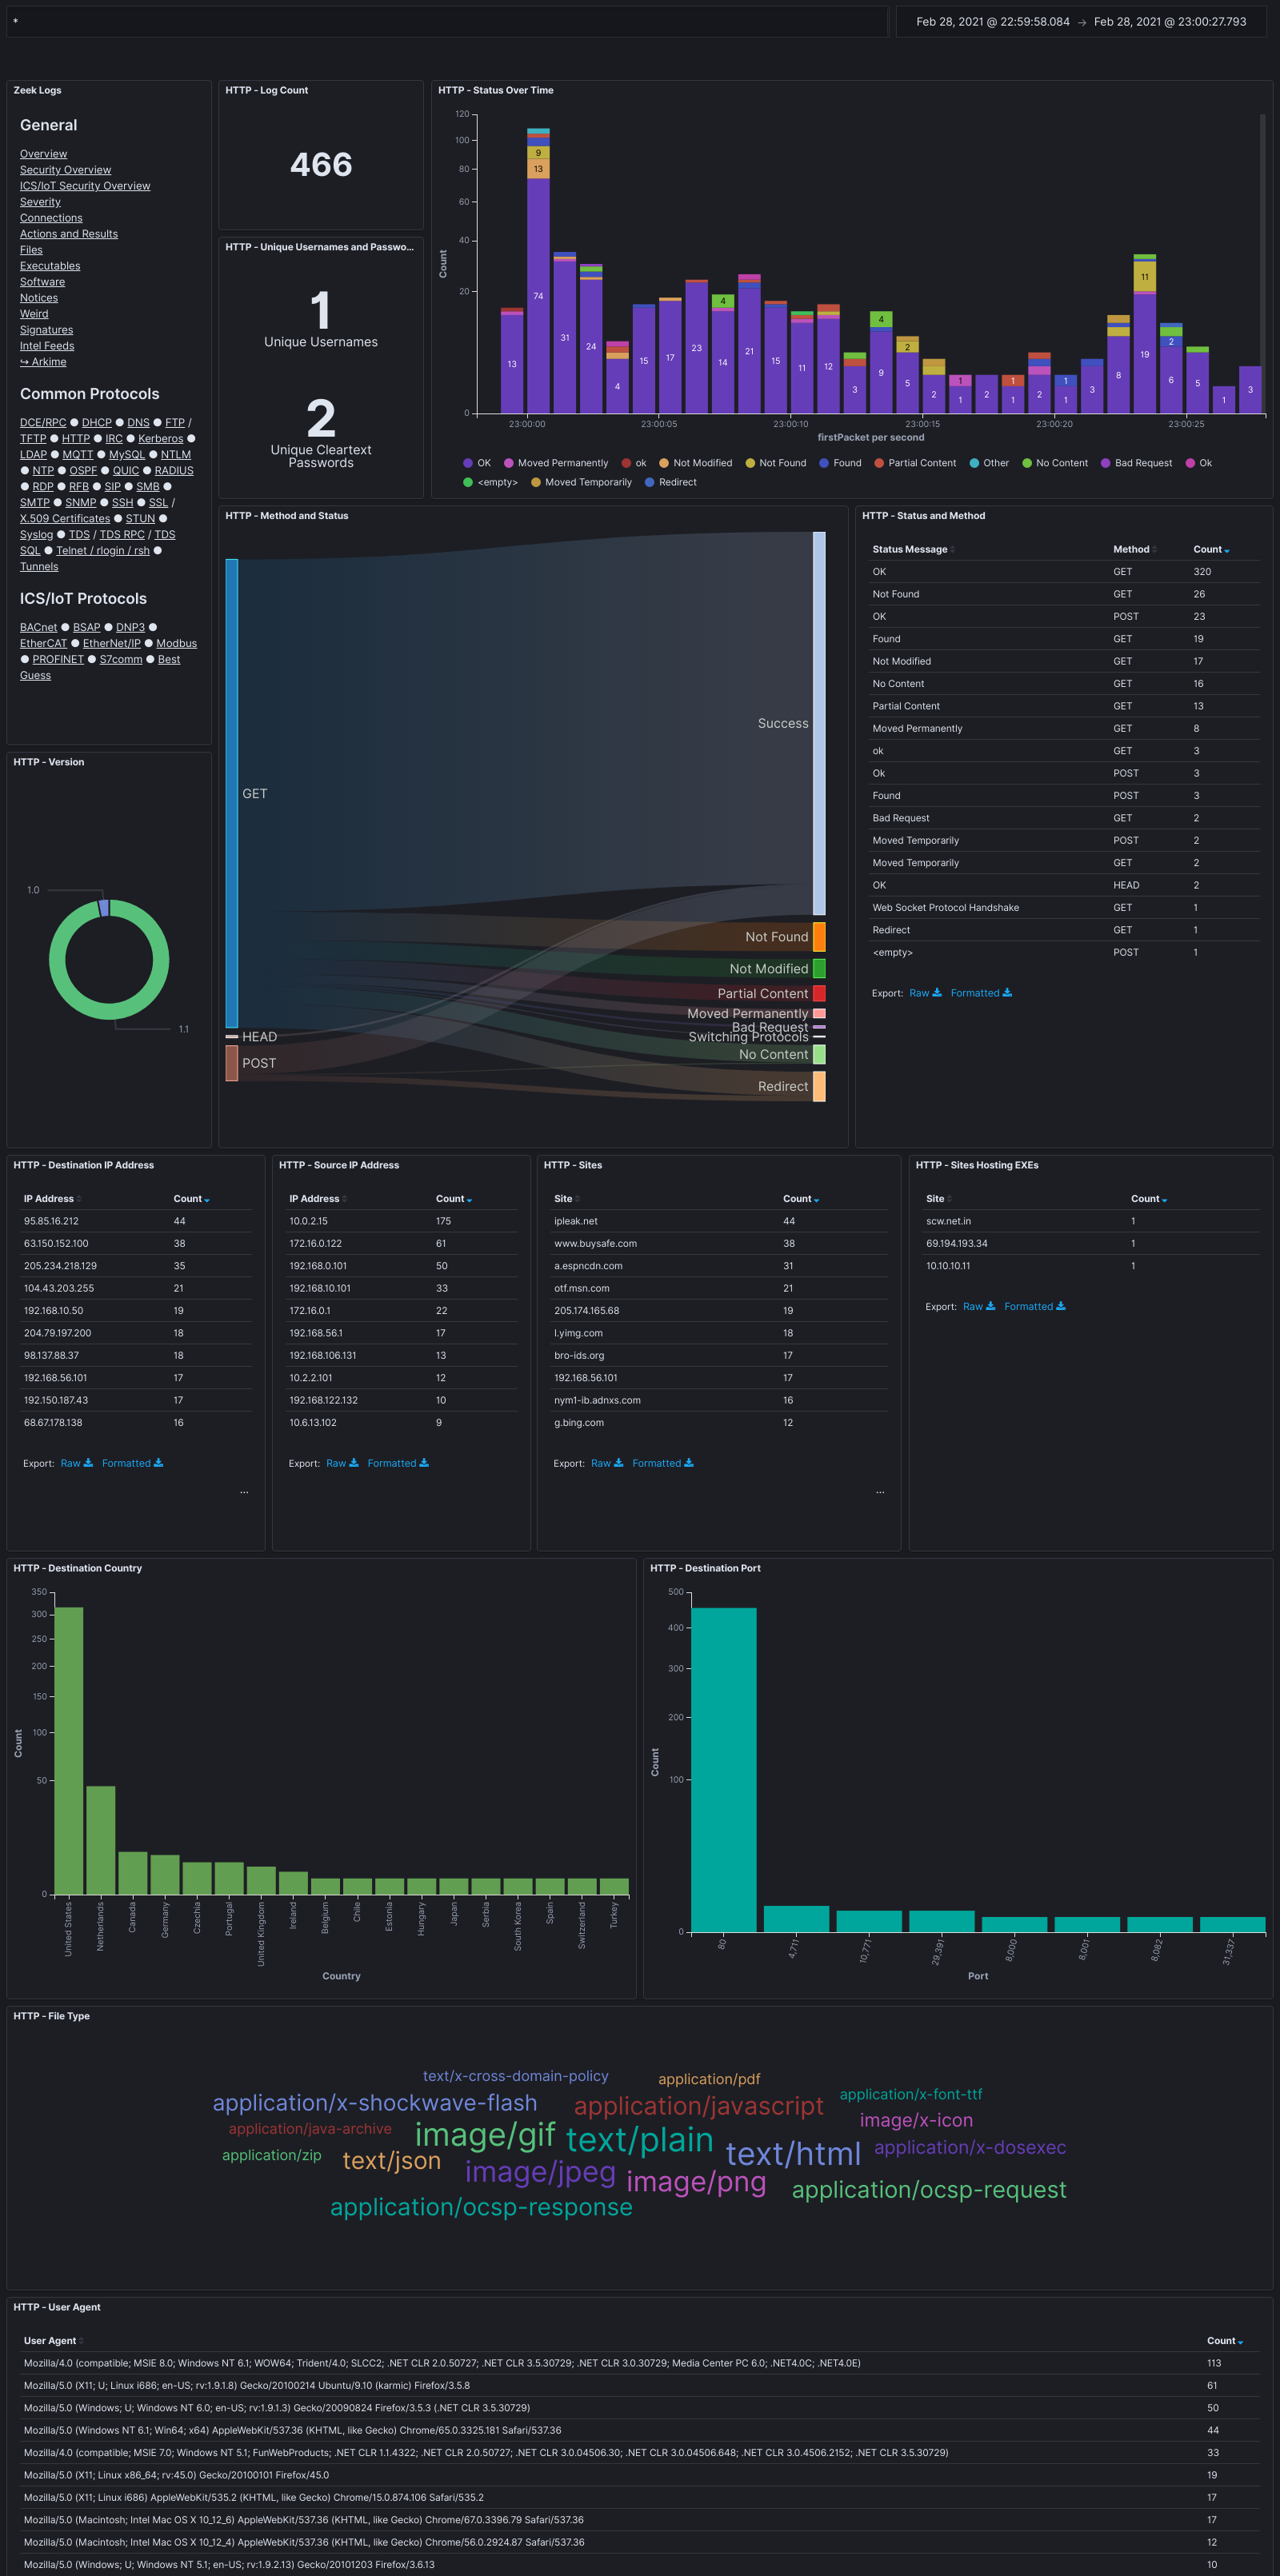 *
Feb 28, 2021 @ 22:59:58.084 → Feb 28, 2021 @ 23:00:27.793
Zeek Logs
General
Overview
Security Overview
ICS/IoT Security Overview
Severity
Connections
Actions and Results
Files
Executables
Software
Notices
Weird
Signatures
Intel Feeds
↪ Arkime
Common Protocols
DCE/RPC ● DHCP ● DNS ● FTP /
TFTP ● HTTP ● IRC ● Kerberos ●
LDAP ● MQTT ● MySQL ● NTLM
● NTP ● OSPF ● QUIC ● RADIUS
● RDP ● RFB ● SIP ● SMB ●
SMTP ● SNMP ● SSH ● SSL /
X.509 Certificates ● STUN ●
Syslog ● TDS / TDS RPC / TDS
SQL ● Telnet / rlogin / rsh ●
Tunnels
ICS/IoT Protocols
BACnet ● BSAP ● DNP3 ●
EtherCAT ● EtherNet/IP ● Modbus
● PROFINET ● S7comm ● Best
Guess
HTTP - Log Count
466
HTTP - Unique Usernames and Passwo...
1
Unique Usernames
2
Unique Cleartext
Passwords
HTTP - Status Over Time
120
100
80
60
40
20
0
Count
13
74 13 9
31
24
4
15
17
23
14 4
21
15
11
12
3
9 4
5 2
2
1 1
2
1 1
2
1 1
3
8
19 11
6 2
5
1
3
23:00:00 23:00:05 23:00:10 23:00:15 23:00:20 23:00:25
firstPacket per second
OK Moved Permanently ok Not Modified Not Found Found Partial Content Other No Content Bad Request Ok
<empty> Moved Temporarily Redirect
HTTP - Method and Status
GET
HEAD
POST
Success
Not Found
Not Modified
Partial Content
Moved Permanently
Bad Request
Switching Protocols
No Content
Redirect
HTTP - Status and Method
Status Message Method Count
OK GET 320
Not Found GET 26
OK POST 23
Found GET 19
Not Modified GET 17
No Content GET 16
Partial Content GET 13
Moved Permanently GET 8
ok GET 3
Ok POST 3
Found POST 3
Bad Request GET 2
Moved Temporarily POST 2
Moved Temporarily GET 2
OK HEAD 2
Web Socket Protocol Handshake GET 1
Redirect GET 1
<empty> POST 1
Export: Raw Formatted
HTTP - Version
1.0
1.1
HTTP - Destination IP Address
IP Address Count
95.85.16.212 44
63.150.152.100 38
205.234.218.129 35
104.43.203.255 21
192.168.10.50 19
204.79.197.200 18
98.137.88.37 18
192.168.56.101 17
192.150.187.43 17
68.67.178.138 16
Export: Raw Formatted
...
HTTP - Source IP Address
IP Address Count
10.0.2.15 175
172.16.0.122 61
192.168.0.101 50
192.168.10.101 33
172.16.0.1 22
192.168.56.1 17
192.168.106.131 13
10.2.2.101 12
192.168.122.132 10
10.6.13.102 9
Export: Raw Formatted
HTTP - Sites
Site Count
ipleak.net 44
www.buysafe.com 38
a.espncdn.com 31
otf.msn.com 21
205.174.165.68 19
l.yimg.com 18
bro-ids.org 17
192.168.56.101 17
nym1-ib.adnxs.com 16
g.bing.com 12
Export: Raw Formatted
...
HTTP - Sites Hosting EXEs
Site Count
scw.net.in 1
69.194.193.34 1
10.10.10.11 1
Export: Raw Formatted
HTTP - Destination Country
350
300
250
200
150
100
50
0
Count
United States Netherlands Canada Germany Czechia Portugal United Kingdom Ireland Belgium Chile Estonia Hungary Japan Serbia South Korea Spain Switzerland Turkey
Country
HTTP - Destination Port
500
400
300
200
100
0
Count
80 4,711 10,771 29,391 8,000 8,001 8,082 31,337
Port
HTTP - File Type
text/x-cross-domain-policy application/pdf
application/x-shockwave-flash application/javascript application/x-font-ttf
application/java-archive image/gif text/plain image/x-icon
application/zip text/json image/jpeg image/png text/html application/x-dosexec
application/ocsp-response application/ocsp-request
HTTP - User Agent
User Agent Count
Mozilla/4.0 (compatible; MSIE 8.0; Windows NT 6.1; WOW64; Trident/4.0; SLCC2; .NET CLR 2.0.50727; .NET CLR 3.5.30729; .NET CLR 3.0.30729; Media Center PC 6.0; .NET4.0C; .NET4.0E) 113
Mozilla/5.0 (X11; U; Linux i686; en-US; rv:1.9.1.8) Gecko/20100214 Ubuntu/9.10 (karmic) Firefox/3.5.8 61
Mozilla/5.0 (Windows; U; Windows NT 6.0; en-US; rv:1.9.1.3) Gecko/20090824 Firefox/3.5.3 (.NET CLR 3.5.30729) 50
Mozilla/5.0 (Windows NT 6.1; Win64; x64) AppleWebKit/537.36 (KHTML, like Gecko) Chrome/65.0.3325.181 Safari/537.36 44
Mozilla/4.0 (compatible; MSIE 7.0; Windows NT 5.1; FunWebProducts; .NET CLR 1.1.4322; .NET CLR 2.0.50727; .NET CLR 3.0.04506.30; .NET CLR 3.0.04506.648; .NET CLR 3.0.4506.2152; .NET CLR 3.5.30729) 33
Mozilla/5.0 (X11; Linux x86_64; rv:45.0) Gecko/20100101 Firefox/45.0 19
Mozilla/5.0 (X11; Linux i686) AppleWebKit/535.2 (KHTML, like Gecko) Chrome/15.0.874.106 Safari/535.2 17
Mozilla/5.0 (Macintosh; Intel Mac OS X 10_12_6) AppleWebKit/537.36 (KHTML, like Gecko) Chrome/67.0.3396.79 Safari/537.36 17
Mozilla/5.0 (Macintosh; Intel Mac OS X 10_12_4) AppleWebKit/537.36 (KHTML, like Gecko) Chrome/56.0.2924.87 Safari/537.36 12
Mozilla/5.0 (Windows; U; Windows NT 5.1; en-US; rv:1.9.2.13) Gecko/20101203 Firefox/3.6.13 10